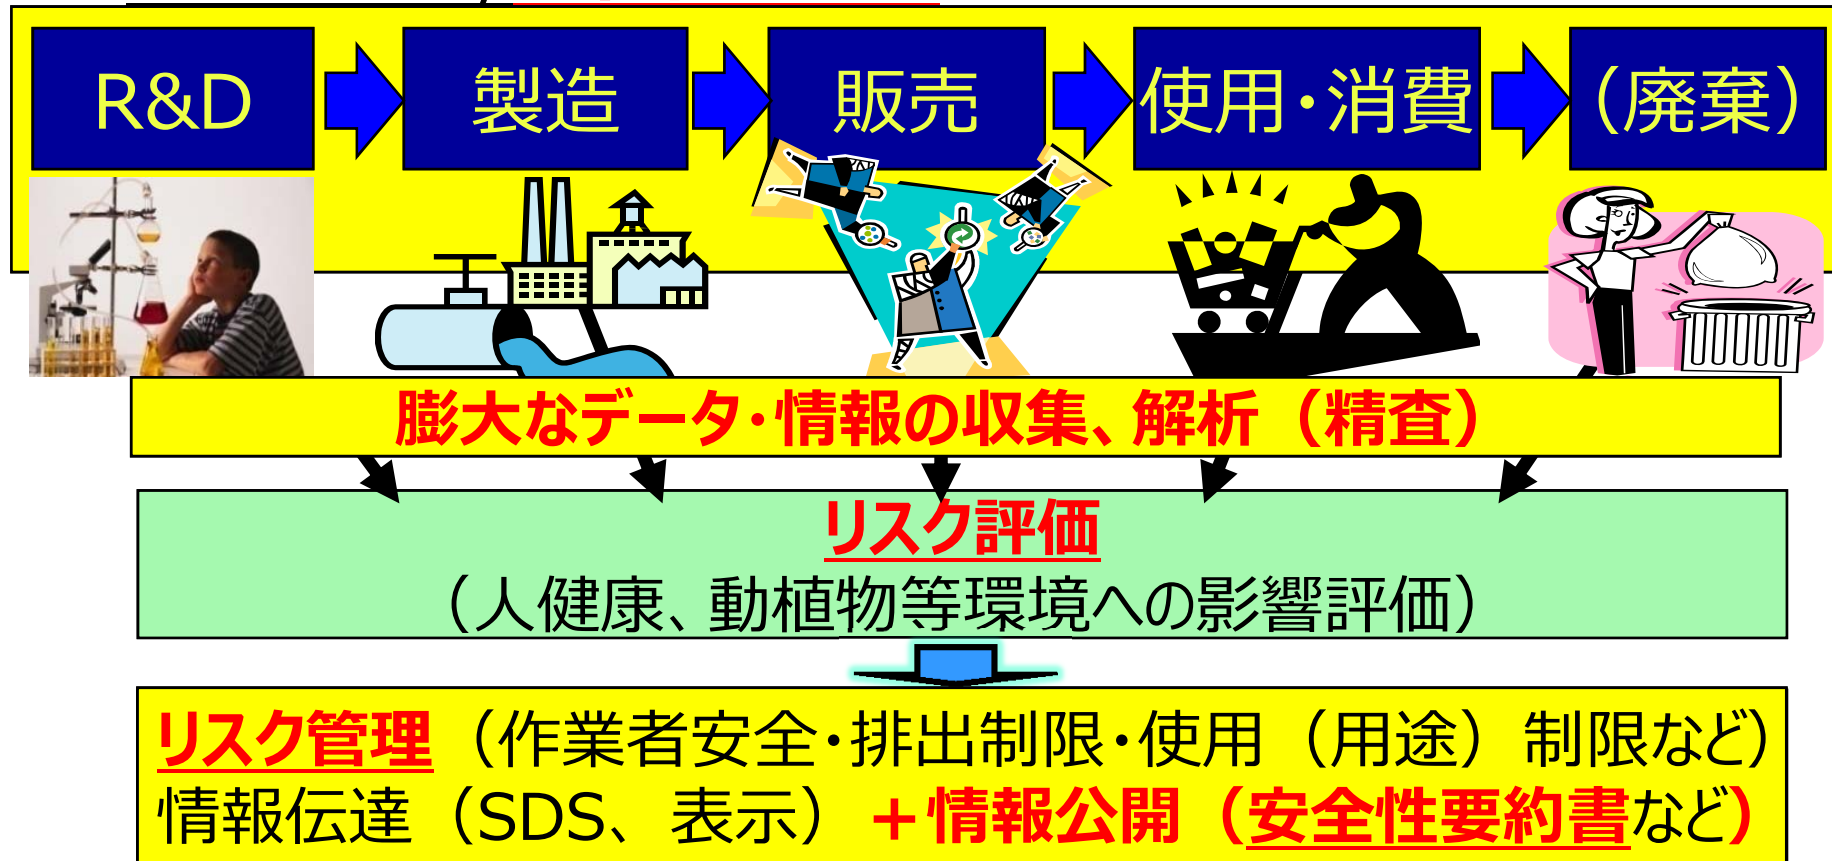 R&D
製造
販売
使用・消費
（廃棄）
膨大なデータ・情報の収集、解析（精査）
リスク評価
（人健康、動植物等環境への影響評価）
リスク管理（作業者安全・排出制限・使用（用途）制限など）
情報伝達（SDS、表示）＋情報公開（安全性要約書など）